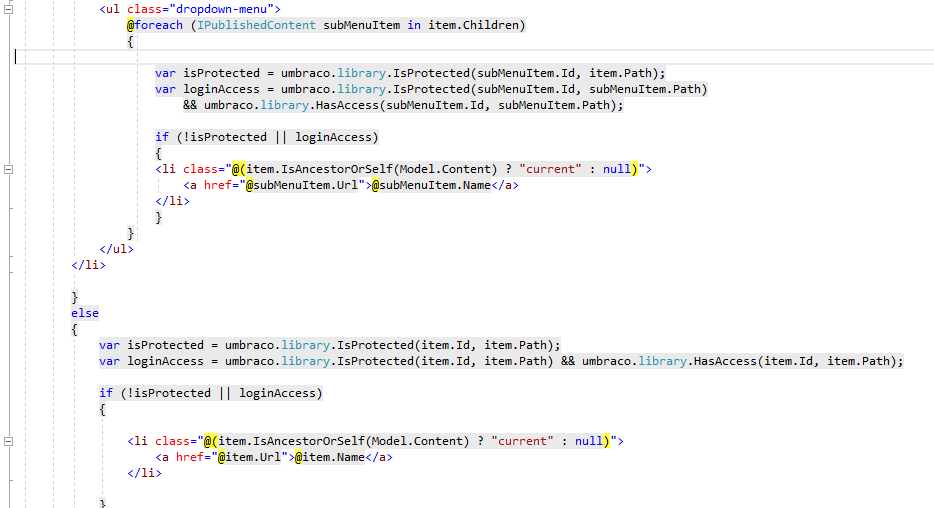 <ul class="dropdown-menu">
@foreach (IPublishedContent subMenuItem in item.Children)
{
var isProtected = umbraco.library.IsProtected(subMenuItem.Id, item.Path);
var loginAccess = umbraco.library.IsProtected(subMenuItem.Id, subMenuItem.Path)
&& umbraco.library.HasAccess(subMenuItem.Id, subMenuItem.Path);
if (!isProtected || loginAccess)
{
<li class="@(item.IsAncestorOrSelf(Model.Content) ? "current" : null)">
<a href="@subMenuItem.Url">@subMenuItem.Name</a>
</li>
}
}
</ul>
</li>
}
else
{
var isProtected = umbraco.library.IsProtected(item.Id, item.Path);
var loginAccess = umbraco.library.IsProtected(item.Id, item.Path) && umbraco.library.HasAccess(item.Id, item.Path);
if (!isProtected || loginAccess)
{
<li class="@(item.IsAncestorOrSelf(Model.Content) ? "current" : null)">
<a href="@item.Url">@item.Name</a>
</li>
}